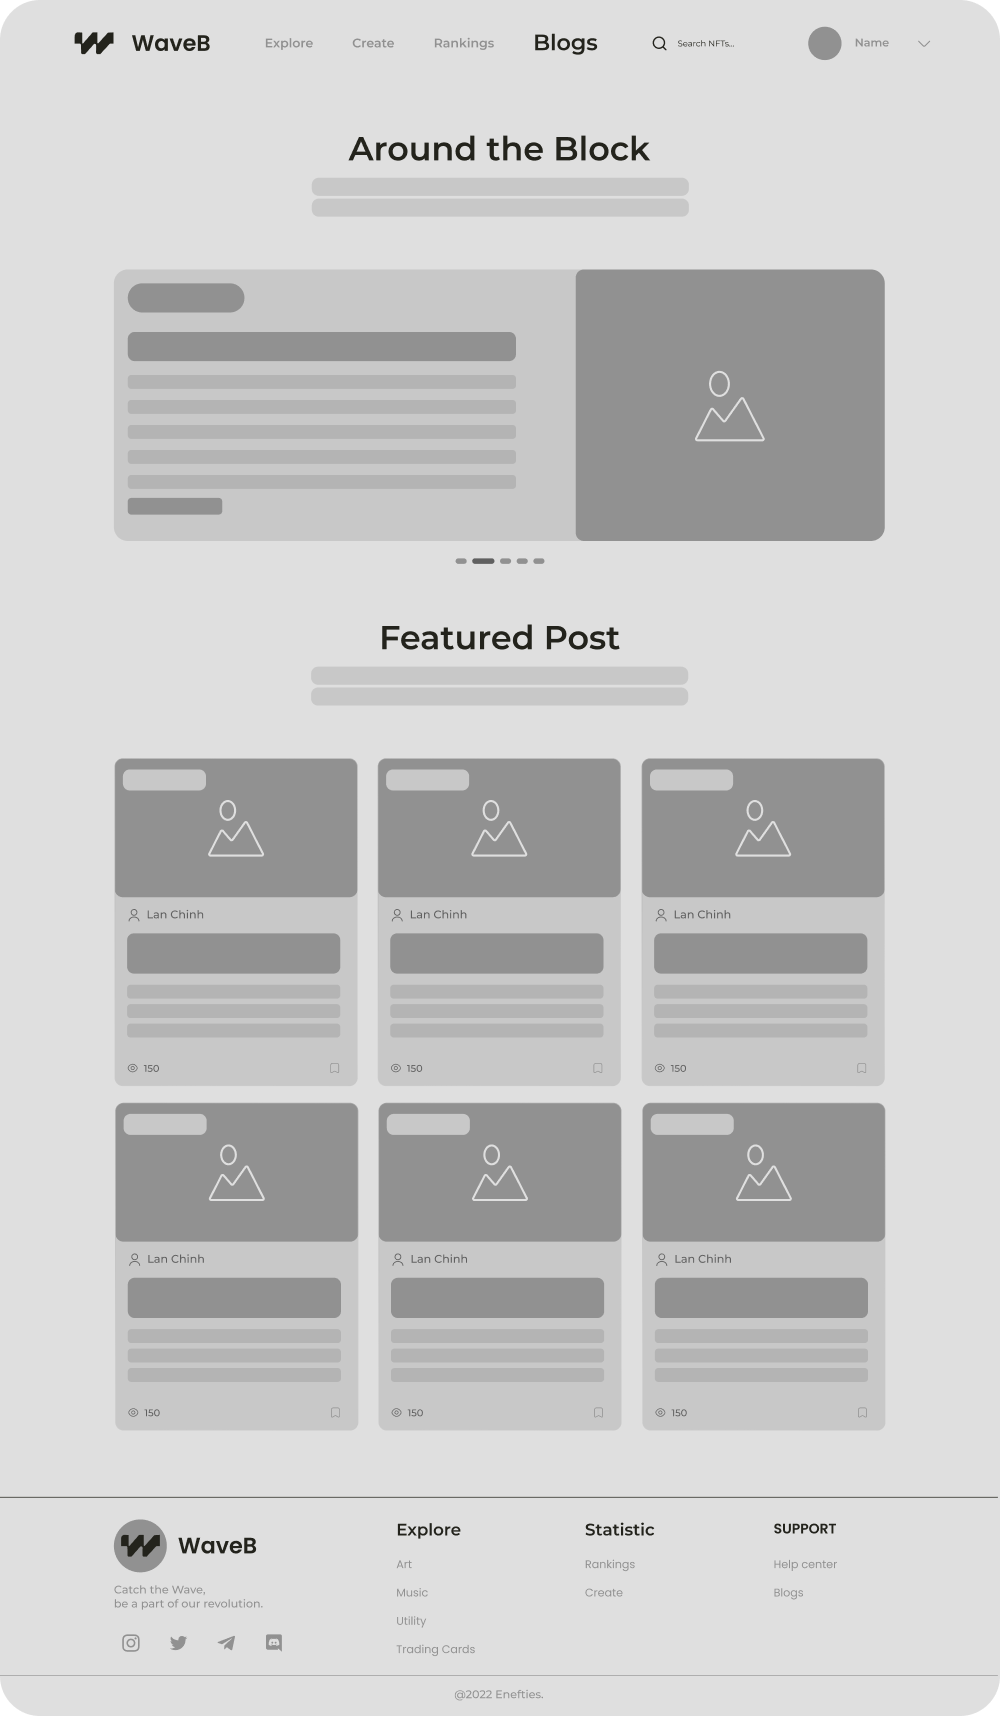 WaveB
Explore
Create
Rankings
Blogs
Search NFTs...
Name
Around the Block
Featured Post
Lan Chinh
Lan Chinh
Lan Chinh
150
150
150
Lan Chinh
Lan Chinh
Lan Chinh
150
150
150
WaveB
Catch the Wave,
be a part of our revolution.
Explore
Art
Music
Utility
Trading Cards
Statistic
Rankings
Create
SUPPORT
Help center
Blogs
@2022 Enefties.